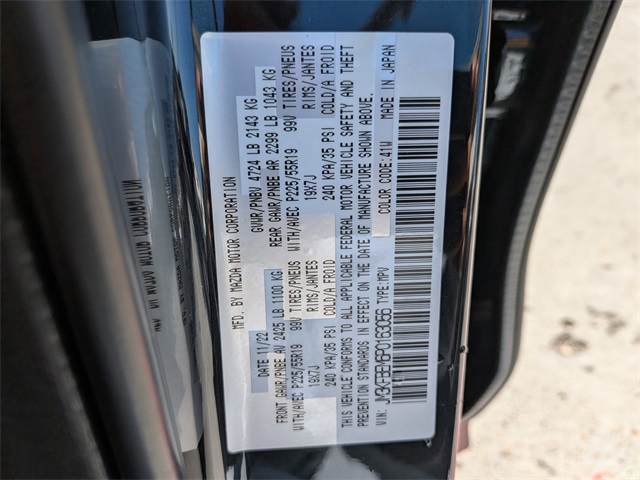 MFD. BY MAZDA MOTOR CORPORATION
DATE 11/22 GVWR/PNBV 4724 LB 2143 KG
FRONT GAWR/PNBE AV 2425 LB 1100 KG REAR GAWR/PNBE AR 2299 LB 1043 KG
WITH/AVEC P225/55R19 99V TIRES/PNEUS WITH/AVEC P225/55R19 99V TIRES/PNEUS
19X7J RIMS/JANTES 19X7J RIMS/JANTES
240 KPA/35 PSI COLD/A FROID 240 KPA/35 PSI COLD/A FROID
THIS VEHICLE CONFORMS TO ALL APPLICABLE FEDERAL MOTOR VEHICLE SAFETY AND THEFT
PREVENTION STANDARDS IN EFFECT ON THE DATE OF MANUFACTURE SHOWN ABOVE.
COLOR CODE:41W MADE IN JAPAN
VIN: TYPE:MPV